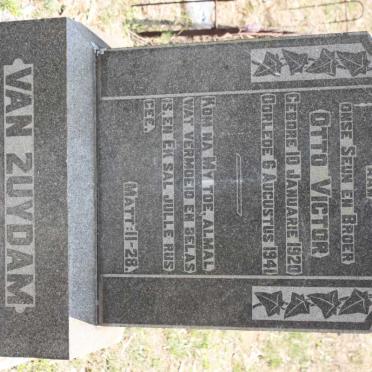 ONSE SEUN EN BROER
OTTO VICTOR
GEBRE 10 JANUARIE 1920
OORLEDE 6 AUGUSTUS 1941
KOM NA MY TOE, ALMAL
WAT VERMOEID EN BELAS
IS, EN EK SAL JULLE RUS
GEE.
MATT: 11-28.
VAN ZUYDAM